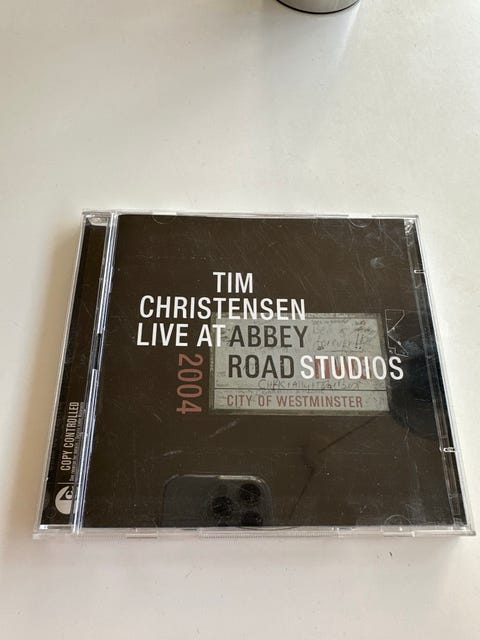 TIM
CHRISTENSEN
LIVE AT ABBEY
ROAD STUDIOS
2004
CITY OF WESTMINSTER
COPY CONTROLLED